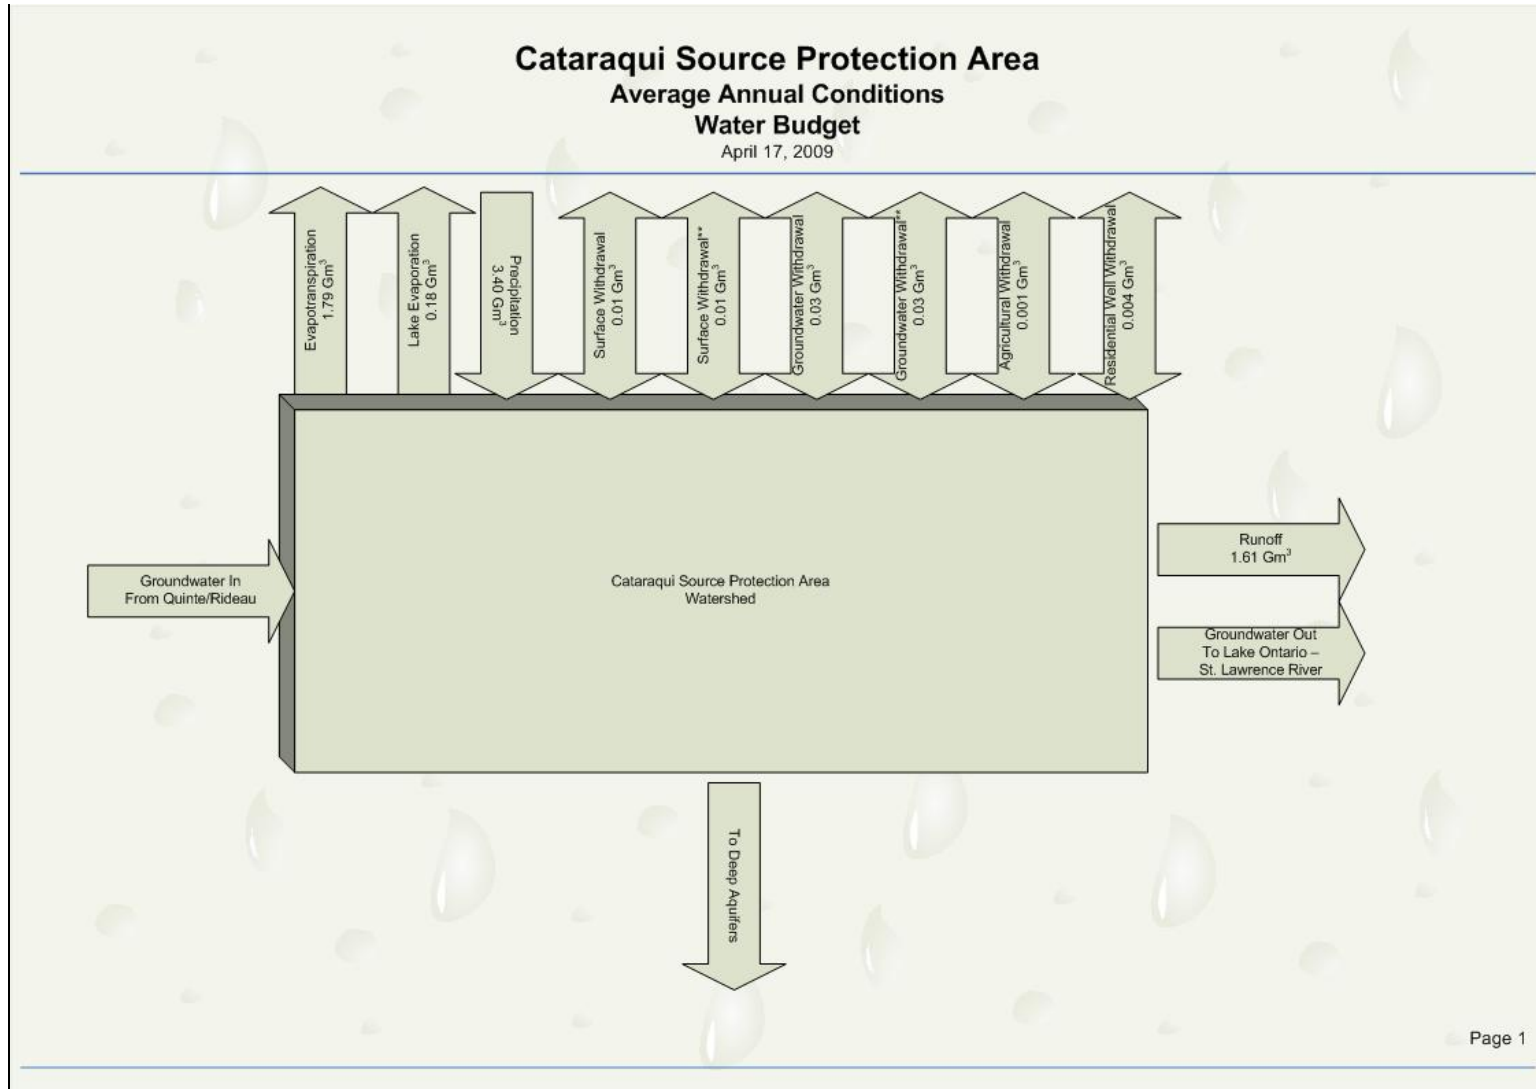 Cataraqui Source Protection Area
Average Annual Conditions
Water Budget
April 17, 2009
Evapotranspiration
1.79 Gm³
Lake Evaporation
0.18 Gm³
Precipitation
3.40 Gm³
Surface Withdrawal
0.01 Gm³
Surface Withdrawal**
0.01 Gm³
Groundwater Withdrawal
0.03 Gm³
Groundwater Withdrawal**
0.03 Gm³
Agricultural Withdrawal
0.001 Gm³
Residential Well Withdrawal
0.004 Gm³
Groundwater In
From Quinte/Rideau
Cataraqui Source Protection Area
Watershed
Runoff
1.61 Gm³
Groundwater Out
To Lake Ontario –
St. Lawrence River
To Deep Aquifers
Page 1